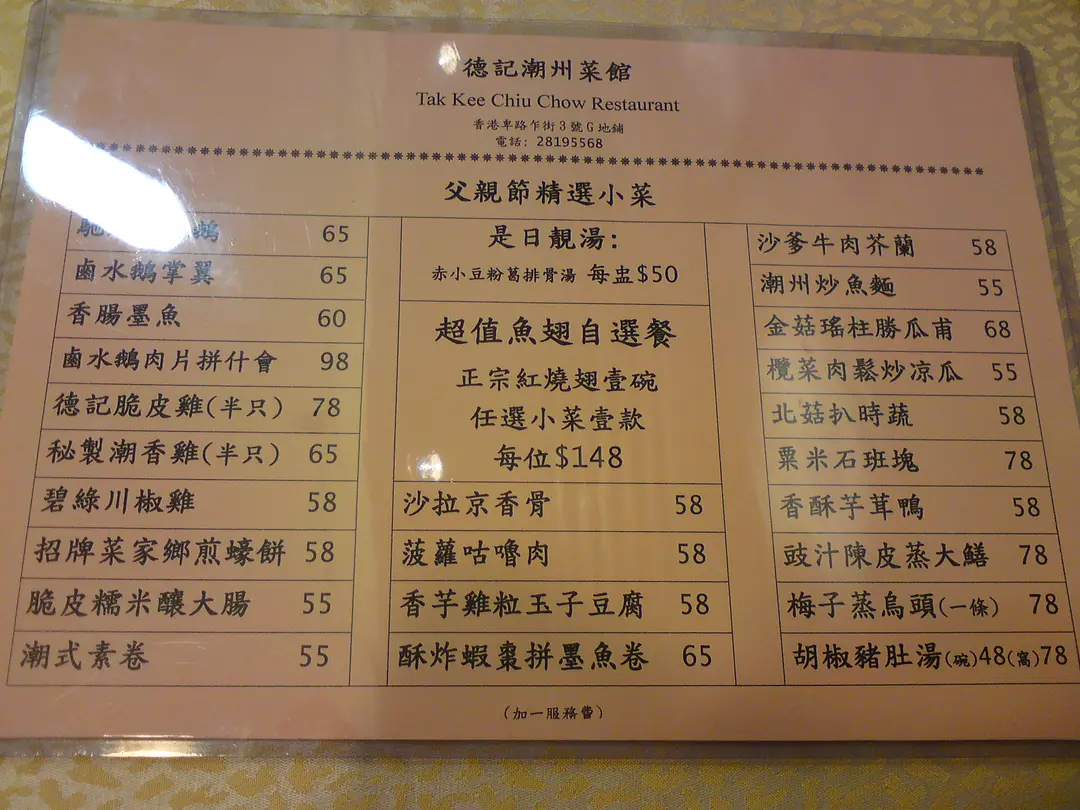 德記潮州菜館
Tak Kee Chiu Chow Restaurant
香港卑路乍街3號G地鋪
電話: 28195568
父親節精選小菜
鵝 65
鹵水鵝掌翼 65
香腸墨魚 60
鹵水鵝肉片拼什會 98
德記脆皮雞(半只) 78
秘製潮香雞(半只) 65
碧綠川椒雞 58
招牌菜家鄉煎蠔餅 58
脆皮糯米釀大腸 55
潮式素卷 55
是日靚湯:
赤小豆粉葛排骨湯 每盅$50
超值魚翅自選餐
正宗紅燒翅壹碗
任選小菜壹款
每位$148
沙拉京香骨 58
菠蘿咕嚕肉 58
香芋雞粒玉子豆腐 58
酥炸蝦棗拼墨魚卷 65
沙爹牛肉芥蘭 58
潮州炒魚麵 55
金菇瑤柱勝瓜甫 68
欖菜肉鬆炒凉瓜 55
北菇扒時蔬 58
粟米石班塊 78
香酥芋茸鴨 58
豉汁陳皮蒸大鱔 78
梅子蒸烏頭(一條) 78
胡椒豬肚湯(碗)48(窩)78
(加一服務費)